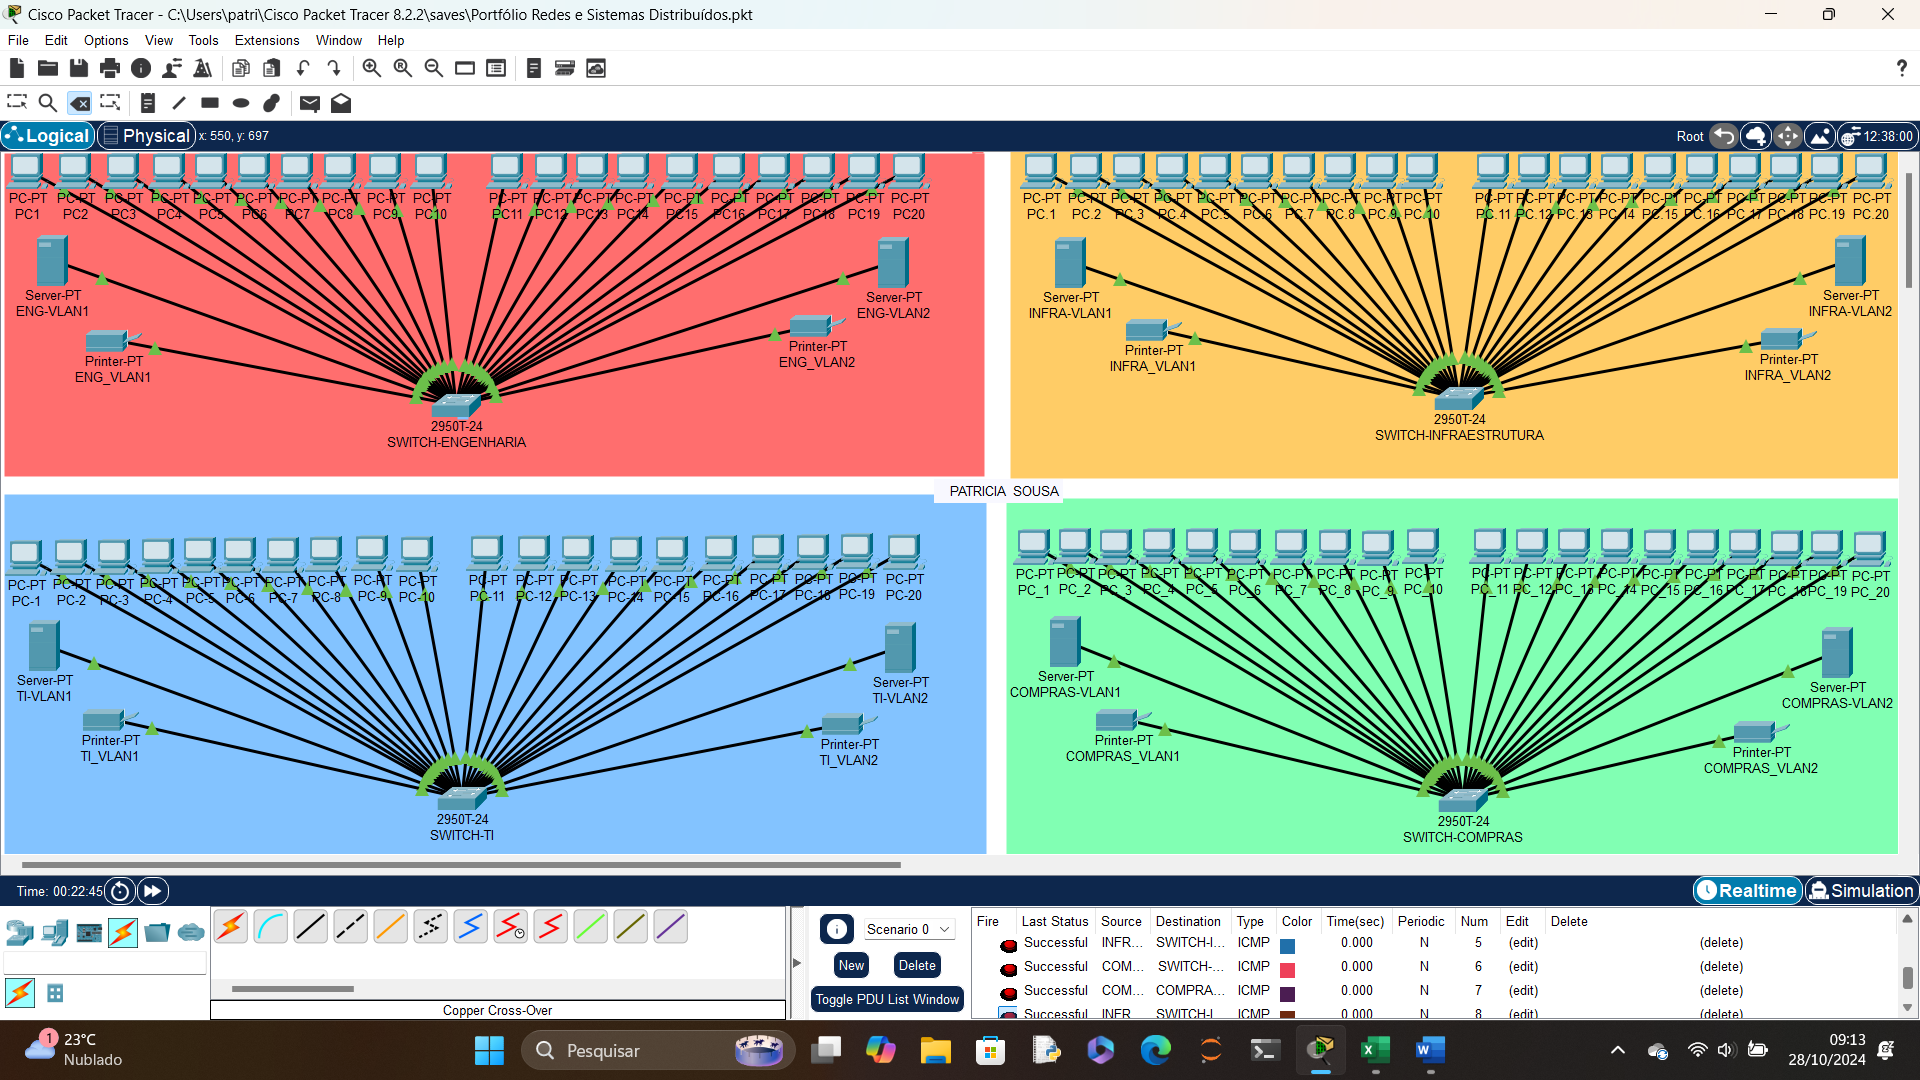 Cisco Packet Tracer - C:\Users\patri\Cisco Packet Tracer 8.2.2\saves\Portfólio Redes e Sistemas Distribuídos.pkt
File Edit Options View Tools Extensions Window Help
Logical Physical x: 550, y: 697 Root 12:38:00
PC-PT PC-PT PC-PT PC-PT PC-PT PC-PT PC-PT PC-PT PC-PT PC-PT PC-PT PC-PT PC-PT PC-PT PC-PT PC-PT PC-PT PC-PT PC-PT PC-PT
PC1 PC2 PC3 PC4 PC5 PC6 PC7 PC8 PC9 PC10 PC11 PC12 PC13 PC14 PC15 PC16 PC17 PC18 PC19 PC20
Server-PT
ENG-VLAN1
Server-PT
ENG-VLAN2
Printer-PT
ENG_VLAN1
Printer-PT
ENG_VLAN2
2950T-24
SWITCH-ENGENHARIA
PC-PT PC-PT PC-PT PC-PT PC-PT PC-PT PC-PT PC-PT PC-PT PC-PT PC-PT PC-PT PC-PT PC-PT PC-PT PC-PT PC-PT PC-PT PC-PT PC-PT
PC.1 PC.2 PC.3 PC.4 PC.5 PC.6 PC.7 PC.8 PC.9 PC.10 PC.11 PC.12 PC.13 PC.14 PC.15 PC.16 PC.17 PC.18 PC.19 PC.20
Server-PT
INFRA-VLAN1
Server-PT
INFRA-VLAN2
Printer-PT
INFRA_VLAN1
Printer-PT
INFRA_VLAN2
2950T-24
SWITCH-INFRAESTRUTURA
PATRICIA SOUSA
PC-PT PC-PT PC-PT PC-PT PC-PT PC-PT PC-PT PC-PT PC-PT PC-PT PC-PT PC-PT PC-PT PC-PT PC-PT PC-PT PC-PT PC-PT PC-PT PC-PT
PC-1 PC-2 PC-3 PC-4 PC-5 PC-6 PC-7 PC-8 PC-9 PC-10 PC-11 PC-12 PC-13 PC-14 PC-15 PC-16 PC-17 PC-18 PC-19 PC-20
Server-PT
TI-VLAN1
Server-PT
TI-VLAN2
Printer-PT
TI_VLAN1
Printer-PT
TI_VLAN2
2950T-24
SWITCH-TI
PC-PT PC-PT PC-PT PC-PT PC-PT PC-PT PC-PT PC-PT PC-PT PC-PT PC-PT PC-PT PC-PT PC-PT PC-PT PC-PT PC-PT PC-PT PC-PT PC-PT
PC_1 PC_2 PC_3 PC_4 PC_5 PC_6 PC_7 PC_8 PC_9 PC_10 PC_11 PC_12 PC_13 PC_14 PC_15 PC_16 PC_17 PC_18 PC_19 PC_20
Server-PT
COMPRAS-VLAN1
Server-PT
COMPRAS-VLAN2
Printer-PT
COMPRAS_VLAN1
Printer-PT
COMPRAS_VLAN2
2950T-24
SWITCH-COMPRAS
Time: 00:22:45 Realtime Simulation
Copper Cross-Over
Scenario 0
New Delete
Toggle PDU List Window
Fire Last Status Source Destination Type Color Time(sec) Periodic Num Edit Delete
Successful INFR... SWITCH-I... ICMP 0.000 N 5 (edit) (delete)
Successful COM... SWITCH-... ICMP 0.000 N 6 (edit) (delete)
Successful COM... COMPRA... ICMP 0.000 N 7 (edit) (delete)
Successful INFR SWITCH-I ICMP 0.000 N 8 (edit) (delete)
1
23°C
Nublado
Pesquisar
09:13
28/10/2024